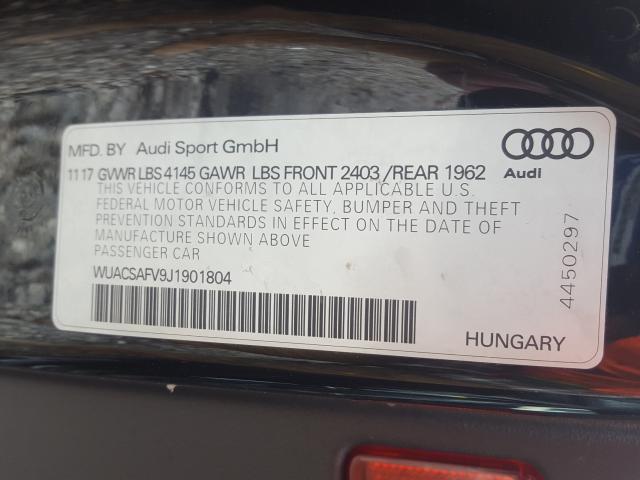 MFD. BY Audi Sport GmbH
11 17 GVWR LBS 4145 GAWR LBS FRONT 2403 /REAR 1962
THIS VEHICLE CONFORMS TO ALL APPLICABLE U.S.
FEDERAL MOTOR VEHICLE SAFETY, BUMPER AND THEFT
PREVENTION STANDARDS IN EFFECT ON THE DATE OF
MANUFACTURE SHOWN ABOVE
PASSENGER CAR
WUACSAFV9J1901804
Audi
4450297
HUNGARY